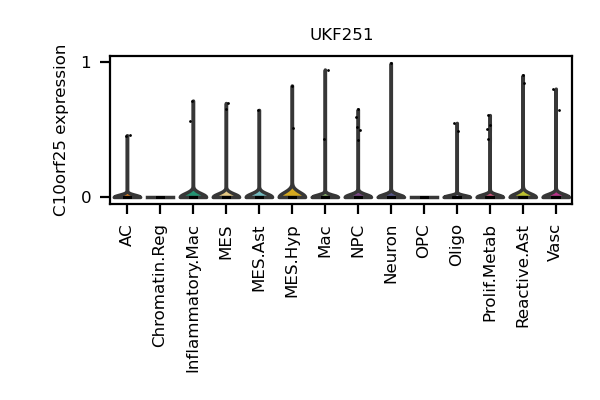 UKF251
C10orf25 expression
1
0
AC
Chromatin.Reg
Inflammatory.Mac
MES
MES.Ast
MES.Hyp
Mac
NPC
Neuron
OPC
Oligo
Prolif.Metab
Reactive.Ast
Vasc